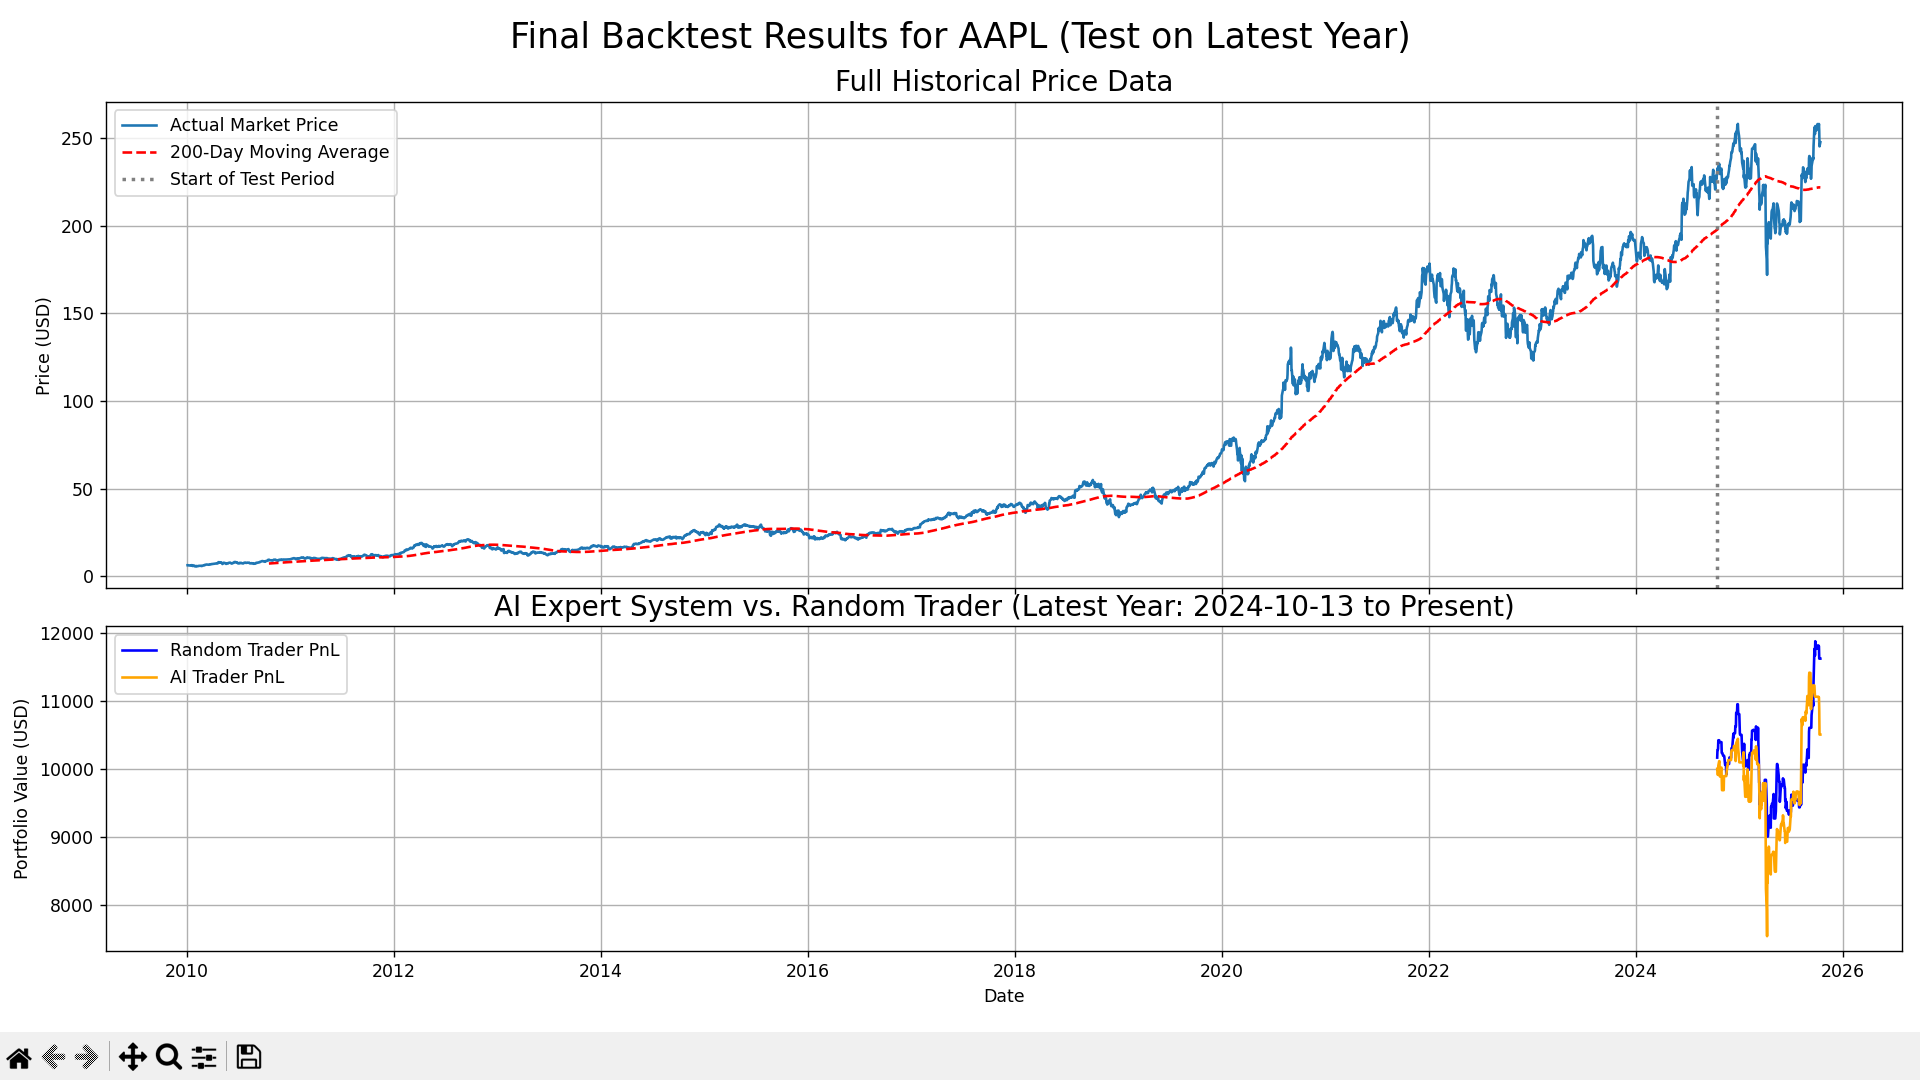 Final Backtest Results for AAPL (Test on Latest Year)
Full Historical Price Data
Actual Market Price
200-Day Moving Average
Start of Test Period
Price (USD)
250
200
150
100
50
0
AI Expert System vs. Random Trader (Latest Year: 2024-10-13 to Present)
Random Trader PnL
AI Trader PnL
Portfolio Value (USD)
12000
11000
10000
9000
8000
2010 2012 2014 2016 2018 2020 2022 2024 2026
Date